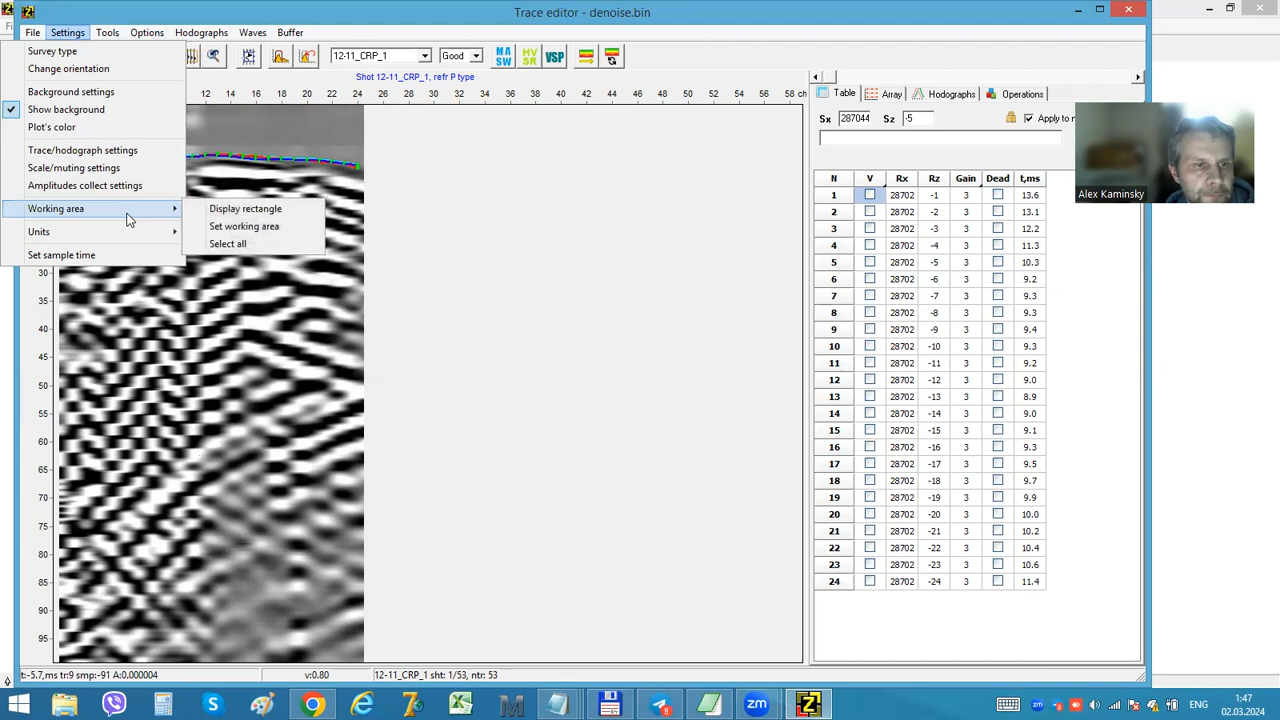 Trace editor - denoise.bin
File Settings Tools Options Hodographs Waves Buffer
12-11_CRP_1 Good MA SW HV SR VSP
Shot 12-11_CRP_1, refr P type
12 14 16 18 20 22 24 26 28 30 32 34 36 38 40 42 44 46 48 50 52 54 56 58 ch
Survey type
Change orientation
Background settings
Show background
Plot's color
Trace/hodograph settings
Scale/muting settings
Amplitudes collect settings
Working area
Units
Set sample time
Display rectangle
Set working area
Select all
30
35
40
45
50
55
60
65
70
75
80
85
90
95
Table Array Hodographs Operations
Sx 287044 Sz -5 Apply to
Alex Kaminsky
N V Rx Rz Gain Dead t,ms
1 28702 -1 3 13.6
2 28702 -2 3 13.1
3 28702 -3 3 12.2
4 28702 -4 3 11.3
5 28702 -5 3 10.3
6 28702 -6 3 9.2
7 28702 -7 3 9.3
8 28702 -8 3 9.3
9 28702 -9 3 9.4
10 28702 -10 3 9.3
11 28702 -11 3 9.2
12 28702 -12 3 9.0
13 28702 -13 3 8.9
14 28702 -14 3 9.0
15 28702 -15 3 9.1
16 28702 -16 3 9.3
17 28702 -17 3 9.5
18 28702 -18 3 9.7
19 28702 -19 3 9.9
20 28702 -20 3 10.0
21 28702 -21 3 10.2
22 28702 -22 3 10.4
23 28702 -23 3 10.6
24 28702 -24 3 11.4
t:-5.7, ms tr:9 smp:-91 A:0.000004 v:0.80 12-11_CRP_1 sht: 1/53, ntr: 53
zm ENG 1:47
02.03.2024